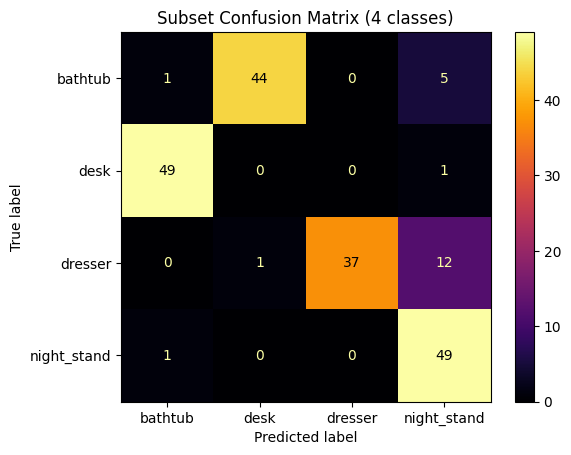 Subset Confusion Matrix (4 classes)
True label
bathtub 1 44 0 5
desk 49 0 0 1
dresser 0 1 37 12
night_stand 1 0 0 49
bathtub desk dresser night_stand
Predicted label
40
30
20
10
0